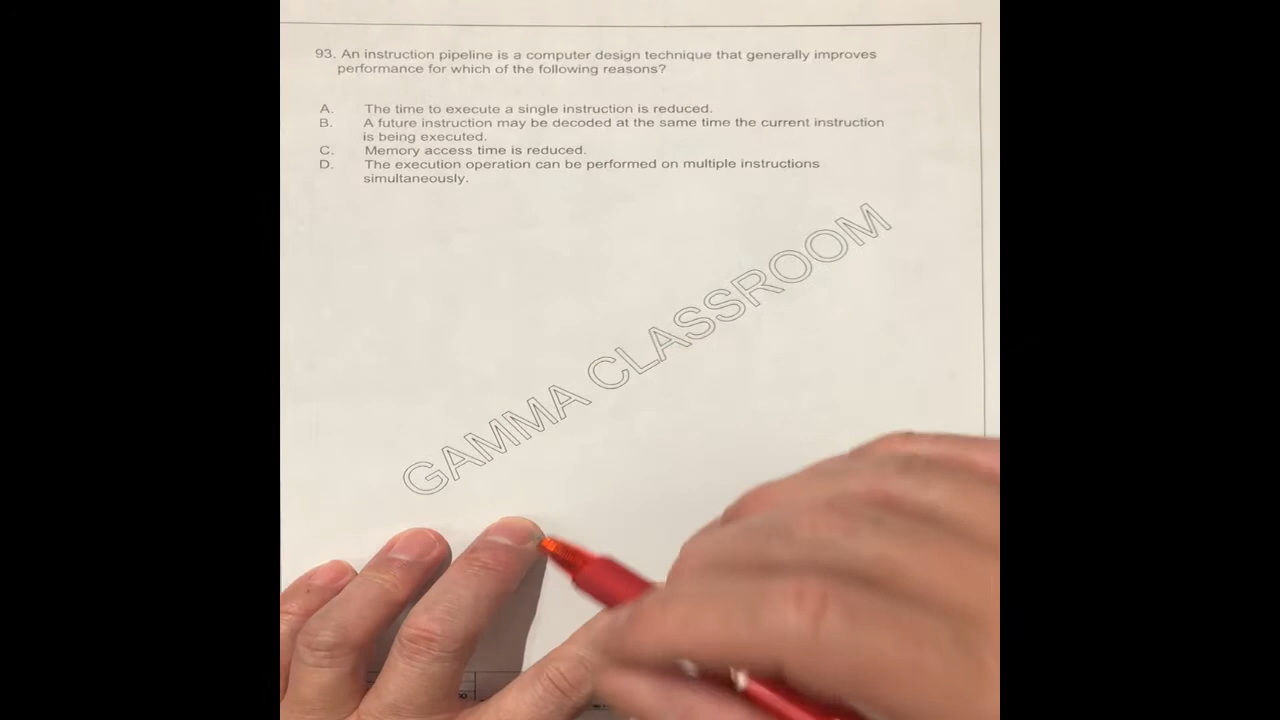 93. An instruction pipeline is a computer design technique that generally improves
performance for which of the following reasons?
A. The time to execute a single instruction is reduced.
B. A future instruction may be decoded at the same time the current instruction
is being executed.
C. Memory access time is reduced.
D. The execution operation can be performed on multiple instructions
simultaneously.
GAMMA CLASSROOM